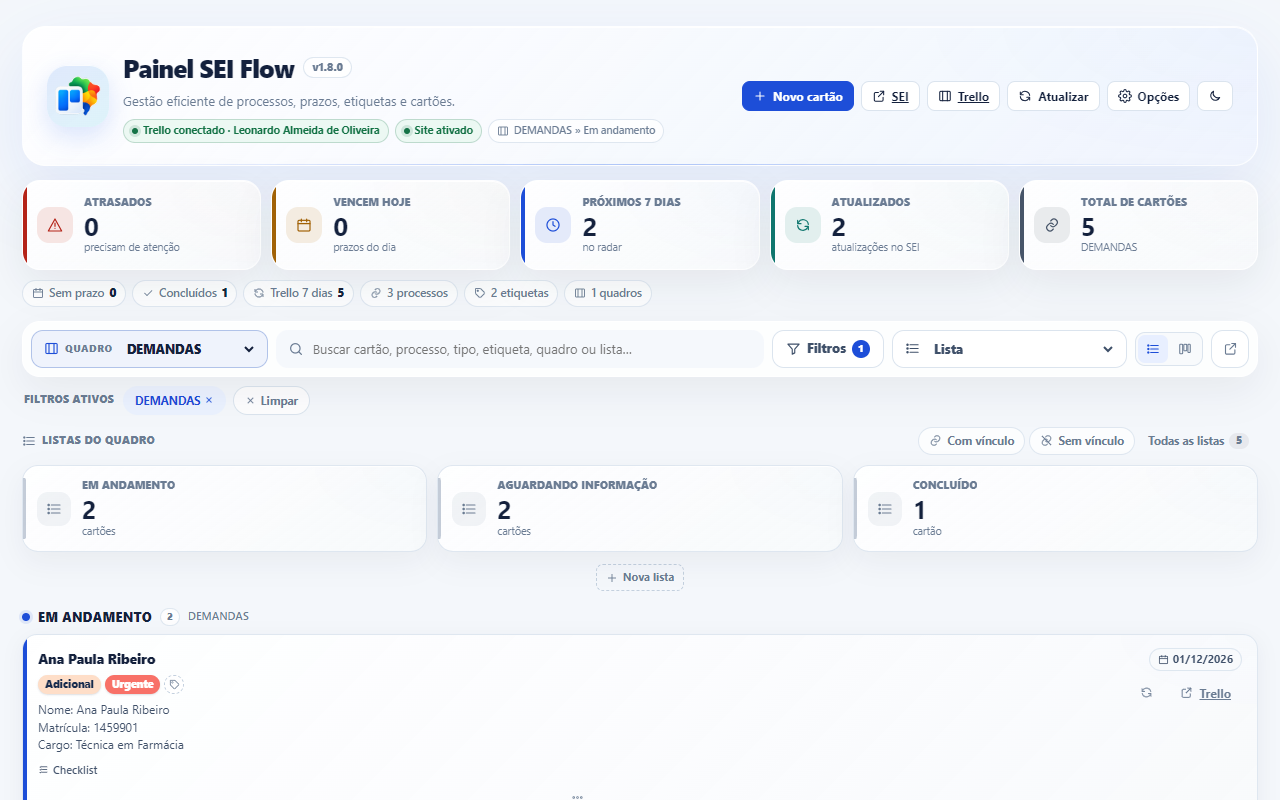 Painel SEI Flow v1.8.0
Gestão eficiente de processos, prazos, etiquetas e cartões.
Trello conectado - Leonardo Almeida de Oliveira Site ativado DEMANDAS » Em andamento
+ Novo cartão SEI Trello Atualizar Opções
ATRASADOS
0
precisam de atenção
VENCEM HOJE
0
prazos do dia
PRÓXIMOS 7 DIAS
2
no radar
ATUALIZADOS
2
atualizações no SEI
TOTAL DE CARTÕES
5
DEMANDAS
Sem prazo 0 Concluídos 1 Trello 7 dias 5 3 processos 2 etiquetas 1 quadros
QUADRO DEMANDAS Buscar cartão, processo, tipo, etiqueta, quadro ou lista... Filtros 1 Lista
FILTROS ATIVOS DEMANDAS × × Limpar
LISTAS DO QUADRO Com vínculo Sem vínculo Todas as listas 5
EM ANDAMENTO
2
cartões
AGUARDANDO INFORMAÇÃO
2
cartões
CONCLUÍDO
1
cartão
+ Nova lista
EM ANDAMENTO 2 DEMANDAS
Ana Paula Ribeiro 01/12/2026
Adicional Urgente Trello
Nome: Ana Paula Ribeiro
Matrícula: 1459901
Cargo: Técnica em Farmácia
Checklist